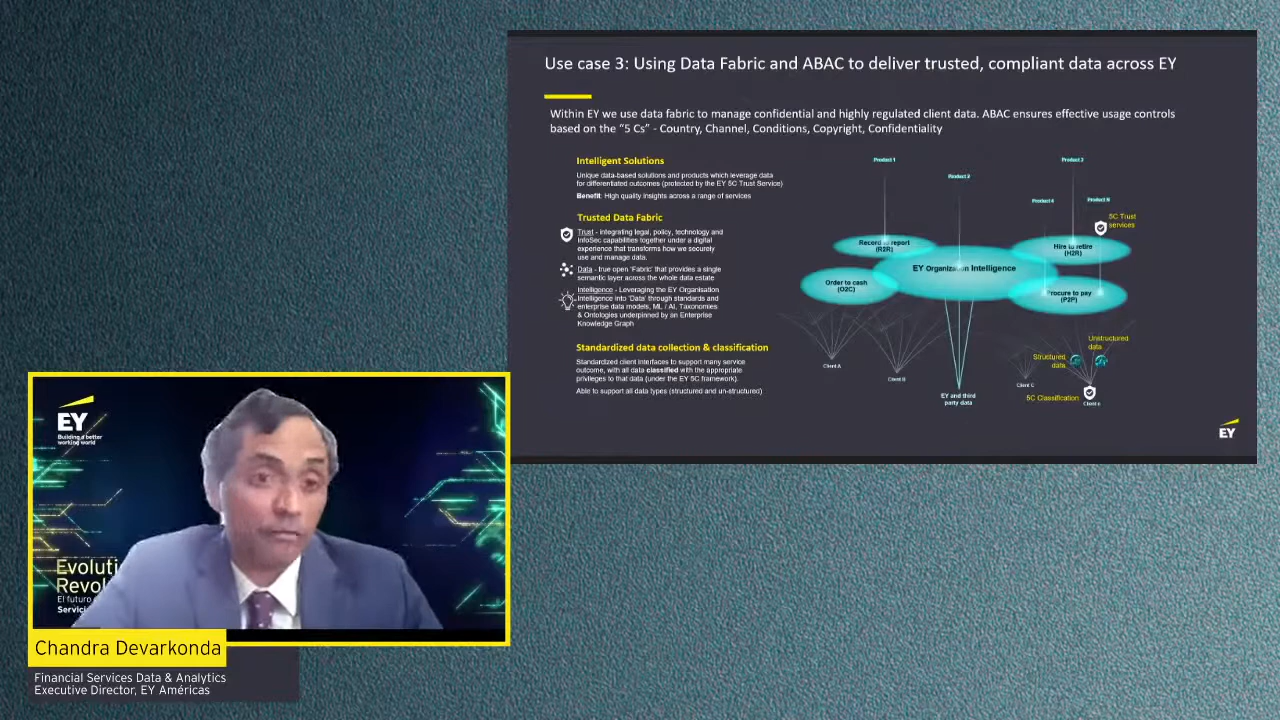 Use case 3: Using Data Fabric and ABAC to deliver trusted, compliant data across EY
Within EY we use data fabric to manage confidential and highly regulated client data. ABAC ensures effective usage controls
based on the “5 Cs” - Country, Channel, Conditions, Copyright, Confidentiality
Intelligent Solutions
Unique data-based solutions and products which leverage data
for differentiated outcomes (protected by the EY 5C Trust Service)
Benefit: High quality insights across a range of services
Trusted Data Fabric
Trust - integrating legal, policy, technology and
InfoSec capabilities together under a digital
experience that transforms how we securely
use and manage data.
Data - true open 'Fabric' that provides a single
semantic layer across the whole data estate
Intelligence - Leveraging the EY Organisation
Intelligence into 'Data' through standards and
enterprise data models, ML / AI, Taxonomies
& Ontologies underpinned by an Enterprise
Knowledge Graph
Standardized data collection & classification
Standardized client interfaces to support many service
outcome, with all data classified with the appropriate
privileges to that data (under the EY 5C framework).
Able to support all data types (structured and un-structured)
Product 1
Product 3
Product 2
Product 4
Product N
5C Trust
services
Record to report
(R2R)
Hire to retire
(H2R)
EY Organization Intelligence
Order to cash
(O2C)
Procure to pay
(P2P)
Unstructured
data
Structured
data
Client A
Client B
Client C
EY and third
party data
5C Classification
EY
EY
Building a better
working world
Evoluti
Revol
El futuro
Servici
Chandra Devarkonda
Financial Services Data & Analytics
Executive Director, EY Américas